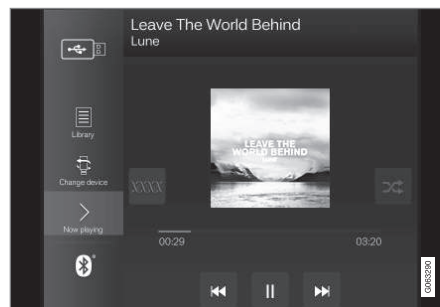 Leave The World Behind
Lune
Library
Change device
Now playing
XXXX
LEAVE THE
WORLD BEHIND
LUNE
00:29
03:20
G063290